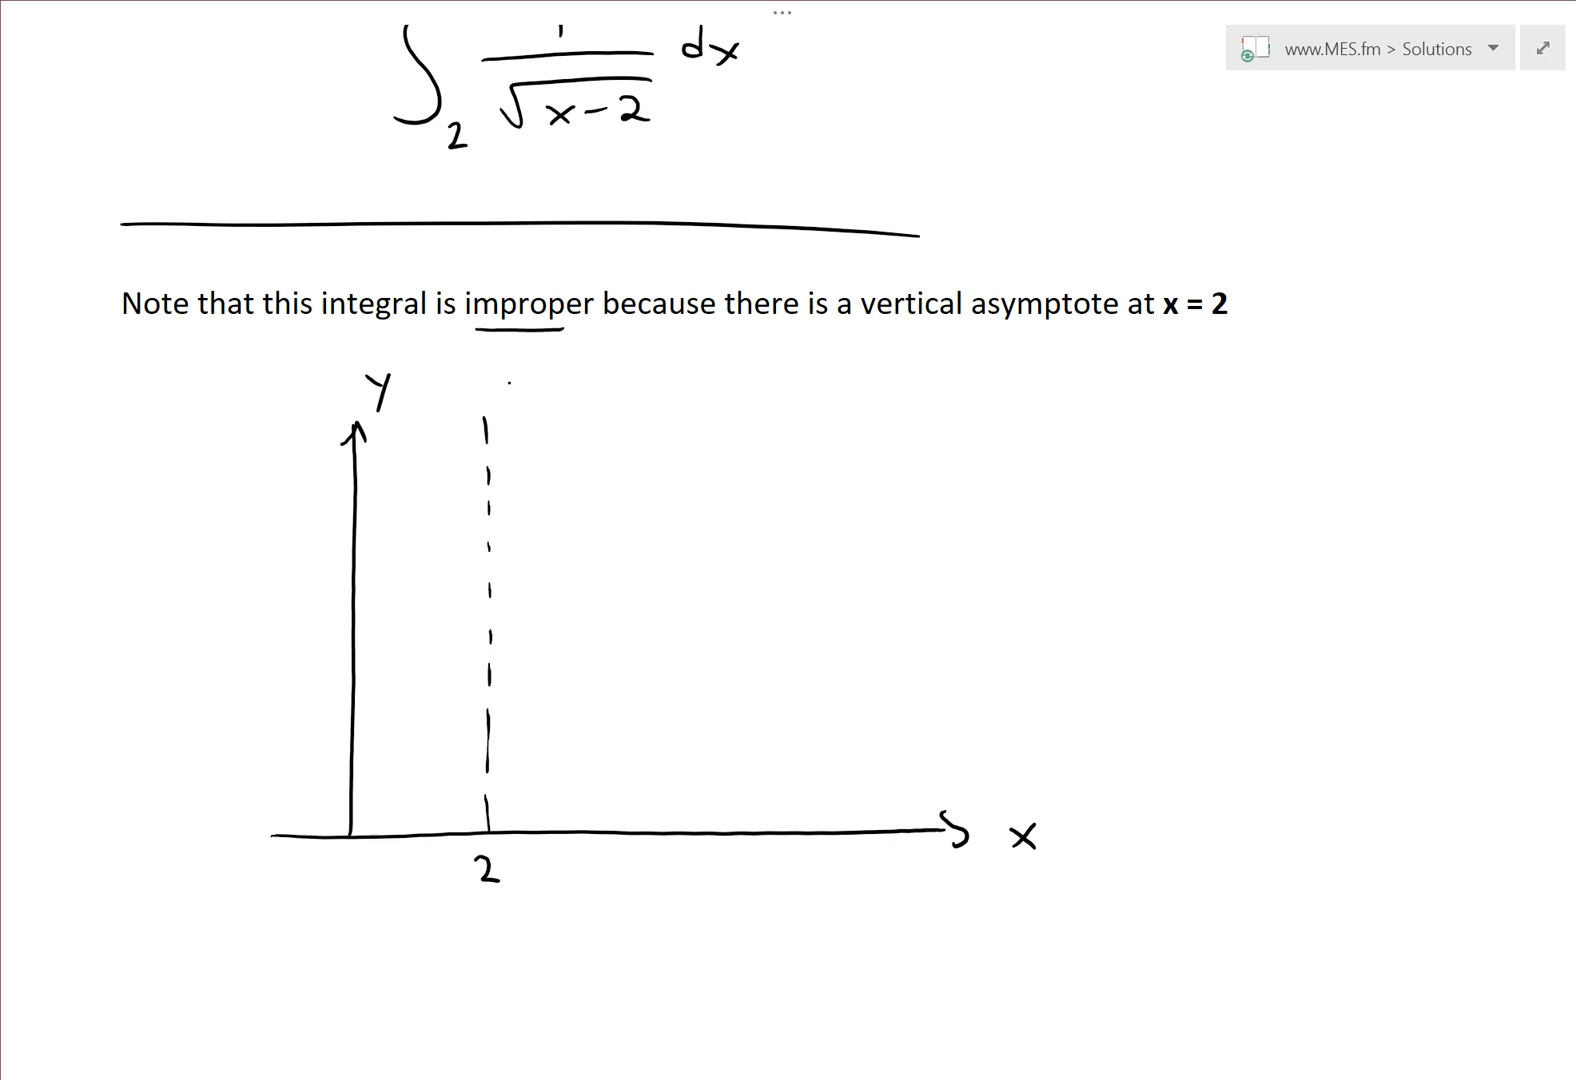 www.MES.fm > Solutions
∫₂ 1/√(x-2) dx
Note that this integral is improper because there is a vertical asymptote at x = 2
y
x
2